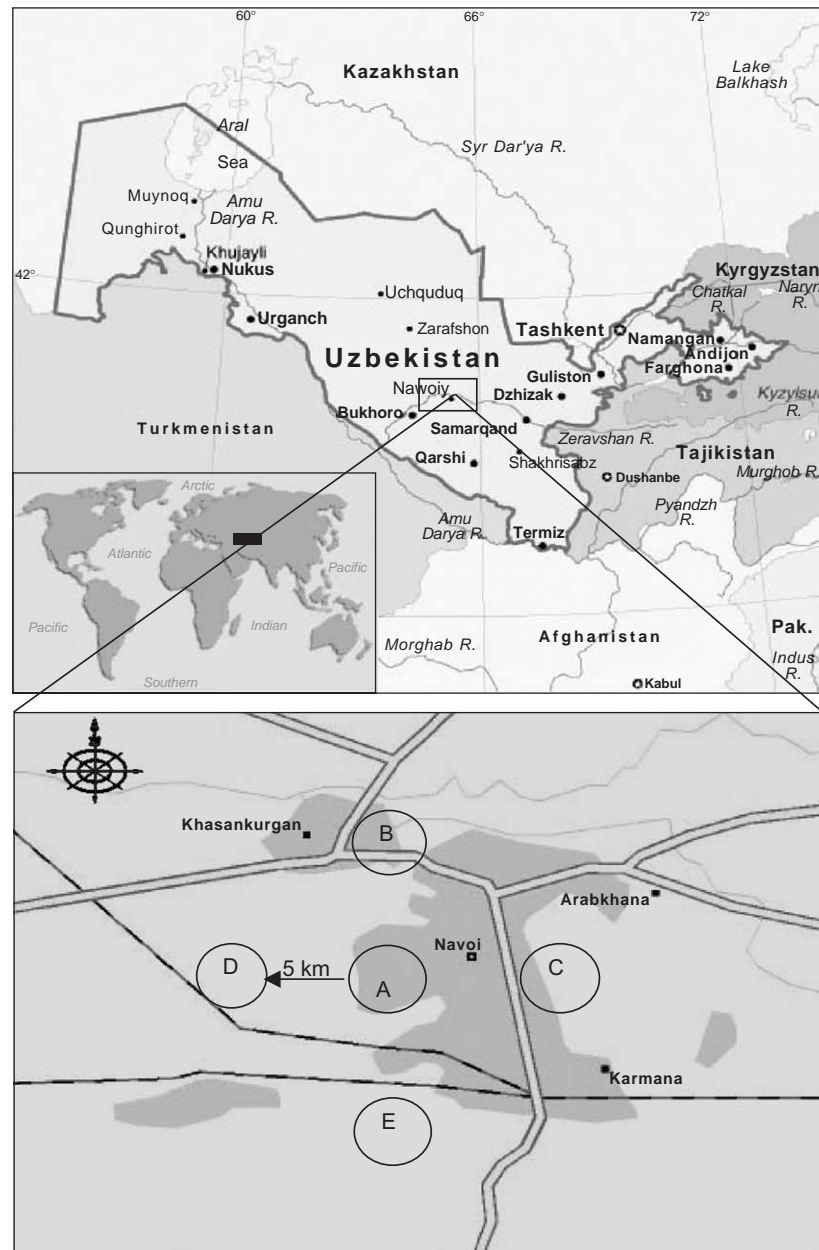 60°
66°
72°
Kazakhstan
Lake
Balkhash
Aral
Sea
Syr Dar'ya R.
Muynoq
Amu
Darya R.
Qunghirot
Khujayli
Nukus
42°
Kyrgyzstan
Chatkal
R.
Naryn
R.
Uchquduq
Urganch
Zarafshon
Tashkent
Namangan
Andijon
Farghona
Uzbekistan
Guliston
Nawoiy
Dzhizak
Kyzylsu
R.
Bukhoro
Turkmenistan
Samarqand
Zeravshan R.
Tajikistan
Qarshi
Shakhrisabz
Dushanbe
Murghob R.
Pyandzh
R.
Amu
Darya R.
Termiz
Arctic
Atlantic
Pacific
Pacific
Indian
Southern
Morghab R.
Afghanistan
Pak.
Indus
R.
Kabul
Khasankurgan
B
Arabkhana
Navoi
D
5 km
A
C
Karmana
E